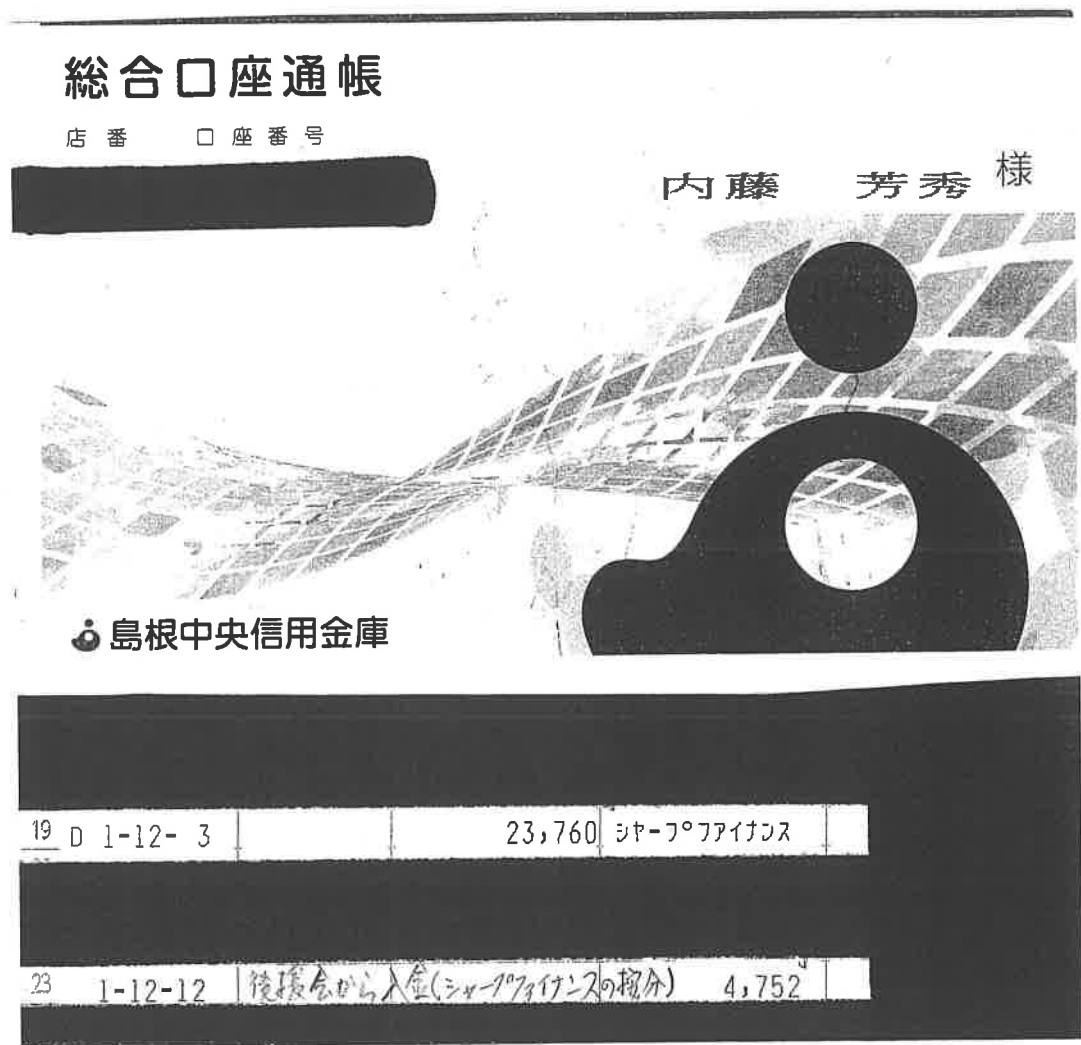 総合口座通帳
店番 口座番号
内藤 芳秀 様
島根中央信用金庫
19 D 1-12- 3 23,760 シャープファイナンス
23 1-12-12 後援会から入金(シャープファイナンスの按分) 4,752